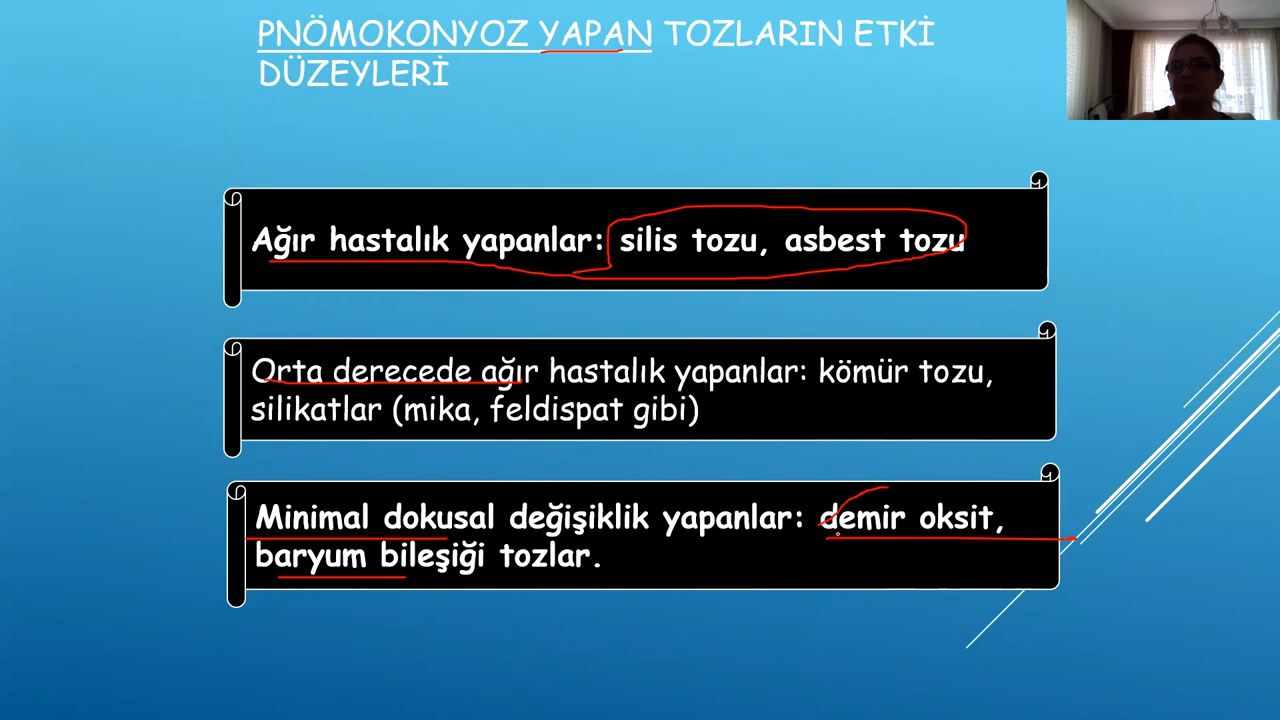 PNÖMOKONYOZ YAPAN TOZLARIN ETKİ
DÜZEYLERİ
Ağır hastalık yapanlar: silis tozu, asbest tozu
Orta derecede ağır hastalık yapanlar: kömür tozu,
silikatlar (mika, feldispat gibi)
Minimal dokusal değişiklik yapanlar: demir oksit,
baryum bileşiği tozlar.